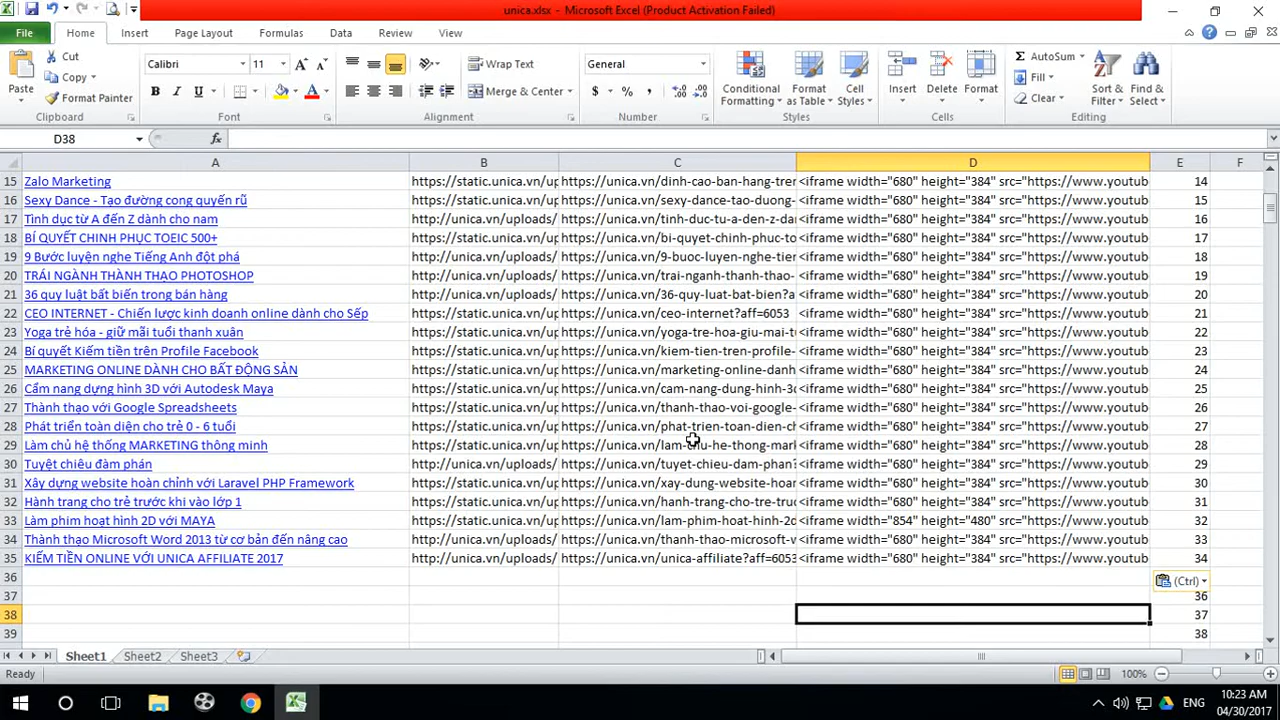 unica.xlsx - Microsoft Excel (Product Activation Failed)
File Home Insert Page Layout Formulas Data Review View
Cut
Copy
Format Painter
Paste
Clipboard
Calibri 11
B I U
Font
Wrap Text
Merge & Center
Alignment
General
$ % ,
Number
Conditional Formatting
Format as Table
Cell Styles
Styles
Insert Delete Format
Cells
AutoSum
Fill
Clear
Sort & Filter
Find & Select
Editing
D38 fx
A B C D E F
15 Zalo Marketing https://static.unica.vn/up https://unica.vn/dinh-cao-ban-hang-tren <iframe width="680" height="384" src="https://www.youtub 14
16 Sexy Dance - Tạo đường cong quyến rũ https://static.unica.vn/up https://unica.vn/sexy-dance-tao-duong- <iframe width="680" height="384" src="https://www.youtub 15
17 Tình dục từ A đến Z dành cho nam http://unica.vn/uploads/ https://unica.vn/tinh-duc-tu-a-den-z-dan <iframe width="680" height="384" src="https://www.youtub 16
18 BÍ QUYẾT CHINH PHỤC TOEIC 500+ https://static.unica.vn/up https://unica.vn/bi-quyet-chinh-phuc-to <iframe width="680" height="384" src="https://www.youtub 17
19 9 Bước luyện nghe Tiếng Anh đột phá http://unica.vn/uploads/ https://unica.vn/9-buoc-luyen-nghe-tien <iframe width="680" height="384" src="https://www.youtub 18
20 TRÁI NGÀNH THÀNH THẠO PHOTOSHOP http://unica.vn/uploads/ https://unica.vn/trai-nganh-thanh-thao- <iframe width="680" height="384" src="https://www.youtub 19
21 36 quy luật bất biến trong bán hàng http://unica.vn/uploads/ https://unica.vn/36-quy-luat-bat-bien?a <iframe width="680" height="384" src="https://www.youtub 20
22 CEO INTERNET - Chiến lược kinh doanh online dành cho Sếp https://static.unica.vn/up https://unica.vn/ceo-internet?aff=6053 <iframe width="680" height="384" src="https://www.youtub 21
23 Yoga trẻ hóa - giữ mãi tuổi thanh xuân http://unica.vn/uploads/ https://unica.vn/yoga-tre-hoa-giu-mai-tu <iframe width="680" height="384" src="https://www.youtub 22
24 Bí quyết Kiếm tiền trên Profile Facebook https://static.unica.vn/up https://unica.vn/kiem-tien-tren-profile- <iframe width="680" height="384" src="https://www.youtub 23
25 MARKETING ONLINE DÀNH CHO BẤT ĐỘNG SẢN https://static.unica.vn/up https://unica.vn/marketing-online-danh <iframe width="680" height="384" src="https://www.youtub 24
26 Cẩm nang dựng hình 3D với Autodesk Maya https://static.unica.vn/up https://unica.vn/cam-nang-dung-hinh-3d <iframe width="680" height="384" src="https://www.youtub 25
27 Thành thạo với Google Spreadsheets https://static.unica.vn/up https://unica.vn/thanh-thao-voi-google- <iframe width="680" height="384" src="https://www.youtub 26
28 Phát triển toàn diện cho trẻ 0 - 6 tuổi https://static.unica.vn/up https://unica.vn/phat-trien-toan-dien-ch <iframe width="680" height="384" src="https://www.youtub 27
29 Làm chủ hệ thống MARKETING thông minh https://static.unica.vn/up https://unica.vn/lam-chu-he-thong-mark <iframe width="680" height="384" src="https://www.youtub 28
30 Tuyệt chiêu đàm phán http://unica.vn/uploads/ https://unica.vn/tuyet-chieu-dam-phan? <iframe width="680" height="384" src="https://www.youtub 29
31 Xây dựng website hoàn chỉnh với Laravel PHP Framework https://static.unica.vn/up https://unica.vn/xay-dung-website-hoan <iframe width="680" height="384" src="https://www.youtub 30
32 Hành trang cho trẻ trước khi vào lớp 1 https://static.unica.vn/up https://unica.vn/hanh-trang-cho-tre-truc <iframe width="680" height="384" src="https://www.youtub 31
33 Làm phim hoạt hình 2D với MAYA https://static.unica.vn/up https://unica.vn/lam-phim-hoat-hinh-2d <iframe width="854" height="480" src="https://www.youtub 32
34 Thành thạo Microsoft Word 2013 từ cơ bản đến nâng cao http://unica.vn/uploads/ https://unica.vn/thanh-thao-microsoft-w <iframe width="680" height="384" src="https://www.youtub 33
35 KIẾM TIỀN ONLINE VỚI UNICA AFFILIATE 2017 http://unica.vn/uploads/ https://unica.vn/unica-affiliate?aff=6053 <iframe width="680" height="384" src="https://www.youtub 34
36 (Ctrl)
37 36
38 37
39 38
Sheet1 Sheet2 Sheet3
Ready 100%
ENG 10:23 AM
04/30/2017